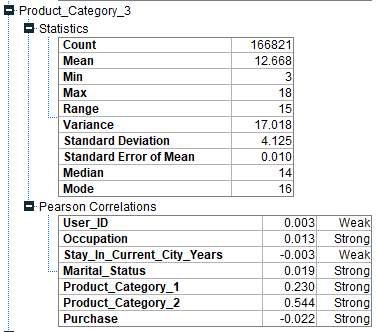 Product_Category_3
Statistics
Count 166821
Mean 12.668
Min 3
Max 18
Range 15
Variance 17.018
Standard Deviation 4.125
Standard Error of Mean 0.010
Median 14
Mode 16
Pearson Correlations
User_ID 0.003 Weak
Occupation 0.013 Strong
Stay_In_Current_City_Years -0.003 Weak
Marital_Status 0.019 Strong
Product_Category_1 0.230 Strong
Product_Category_2 0.544 Strong
Purchase -0.022 Strong